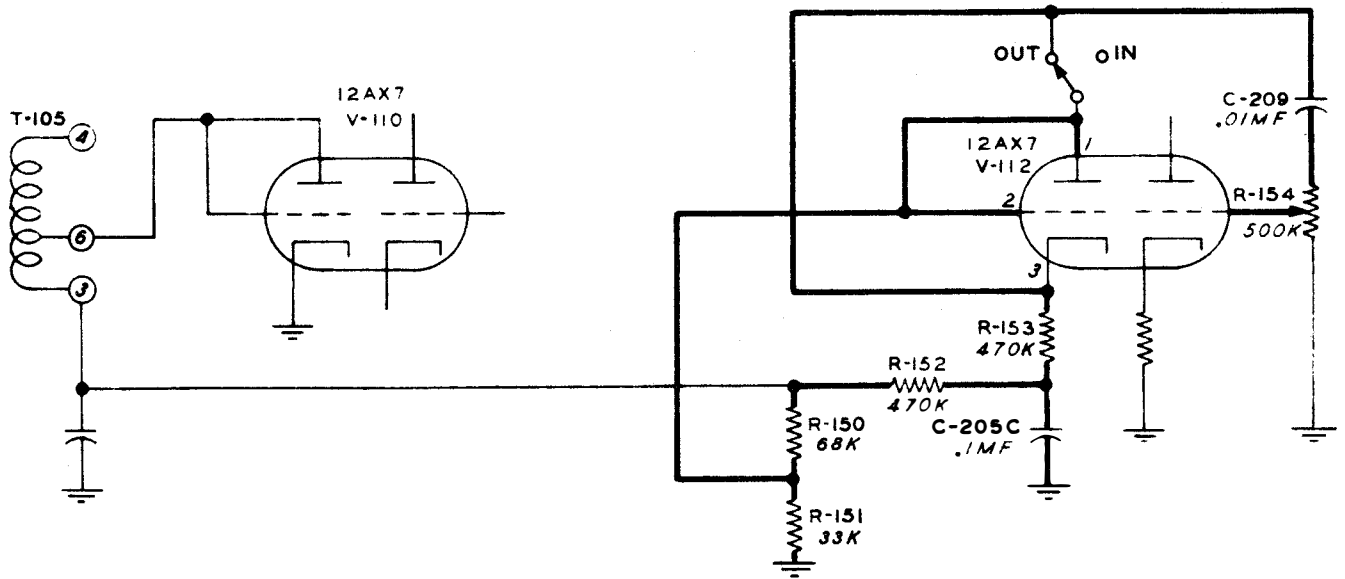 T-105
4
6
3
12AX7
V-110
OUT
IN
C-209
.01MF
12AX7
V-112
1
2
3
R-154
500K
R-153
470K
R-152
470K
R-150
68K
C-205C
.1MF
R-151
33K